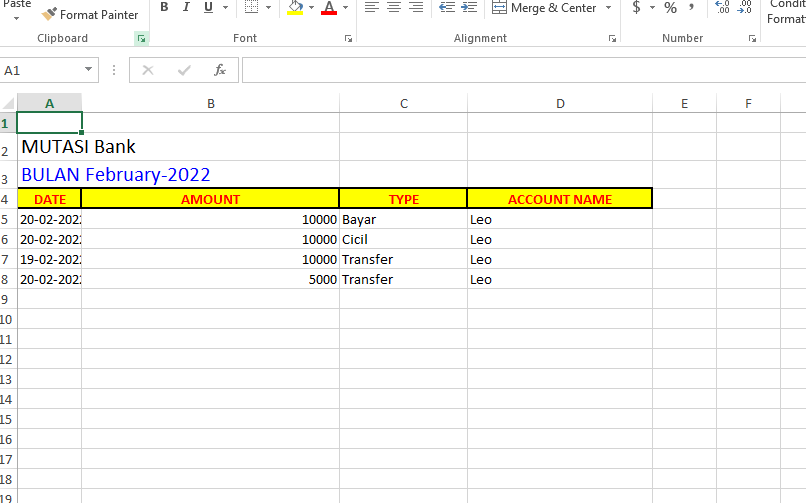 Paste
Format Painter
B I U
A
Merge & Center
$ % ,
.00
.00
Clipboard
Font
Alignment
Number
A1
fx
A B C D E F
1
2 MUTASI Bank
3 BULAN February-2022
4 DATE AMOUNT TYPE ACCOUNT NAME
5 20-02-202 10000 Bayar Leo
6 20-02-202 10000 Cicil Leo
7 19-02-202 10000 Transfer Leo
8 20-02-202 5000 Transfer Leo
9
10
11
12
13
14
15
16
17
18
19